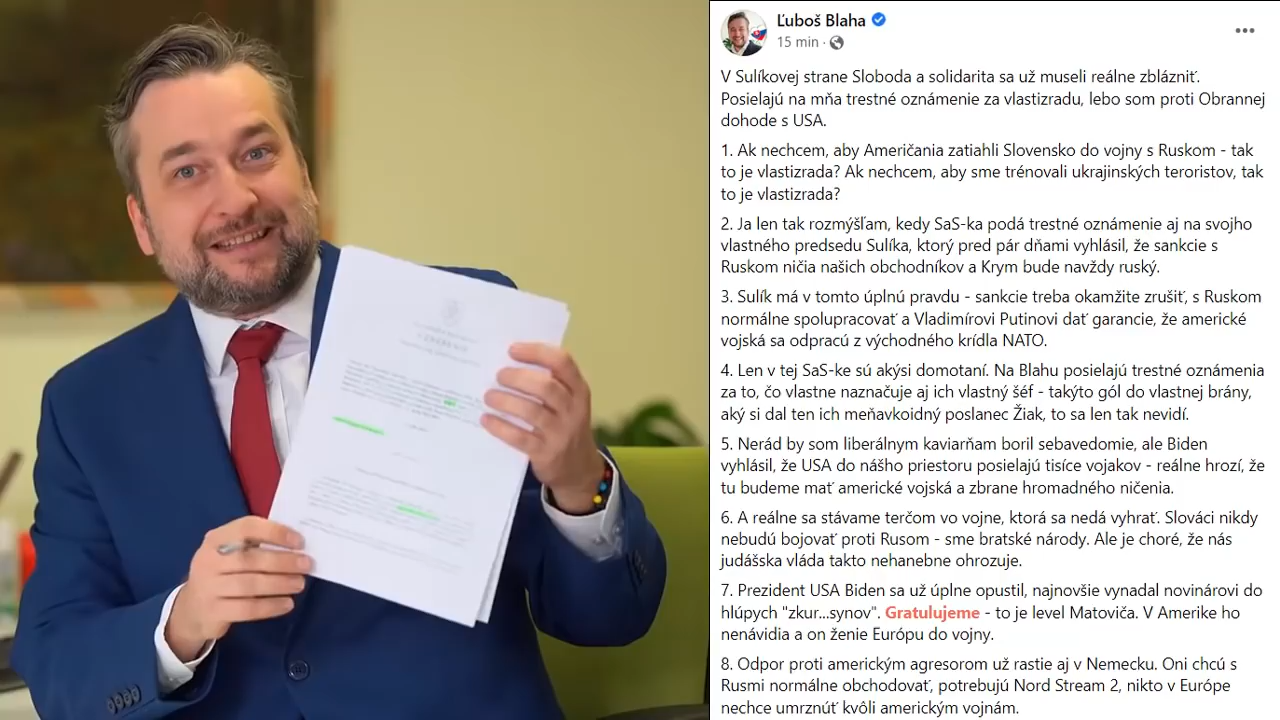 Ľuboš Blaha
15 min ·
V Sulíkovej strane Sloboda a solidarita sa už museli reálne zblázniť.
Posielajú na mňa trestné oznámenie za vlastizradu, lebo som proti Obrannej
dohode s USA.
1. Ak nechcem, aby Američania zatiahli Slovensko do vojny s Ruskom - tak
to je vlastizrada? Ak nechcem, aby sme trénovali ukrajinských teroristov, tak
to je vlastizrada?
2. Ja len tak rozmýšľam, kedy SaS-ka podá trestné oznámenie aj na svojho
vlastného predsedu Sulíka, ktorý pred pár dňami vyhlásil, že sankcie s
Ruskom ničia našich obchodníkov a Krym bude navždy ruský.
3. Sulík má v tomto úplnú pravdu - sankcie treba okamžite zrušiť, s Ruskom
normálne spolupracovať a Vladimírovi Putinovi dať garancie, že americké
vojská sa odpracú z východného krídla NATO.
4. Len v tej SaS-ke sú akýsi domotaní. Na Blahu posielajú trestné oznámenia
za to, čo vlastne naznačuje aj ich vlastný šéf - takýto gól do vlastnej brány,
aký si dal ten ich meňavkoidný poslanec Žiak, to sa len tak nevidí.
5. Nerád by som liberálnym kaviarňam boril sebavedomie, ale Biden
vyhlásil, že USA do nášho priestoru posielajú tisíce vojakov - reálne hrozí, že
tu budeme mať americké vojská a zbrane hromadného ničenia.
6. A reálne sa stávame terčom vo vojne, ktorá sa nedá vyhrať. Slováci nikdy
nebudú bojovať proti Rusom - sme bratské národy. Ale je choré, že nás
judášska vláda takto nehanebne ohrozuje.
7. Prezident USA Biden sa už úplne opustil, najnovšie vynadal novinárovi do
hlúpych "zkur...synov". Gratulujeme - to je level Matoviča. V Amerike ho
nenávidia a on ženie Európu do vojny.
8. Odpor proti americkým agresorom už rastie aj v Nemecku. Oni chcú s
Rusmi normálne obchodovať, potrebujú Nord Stream 2, nikto v Európe
nechce umrznúť kvôli americkým vojnám.